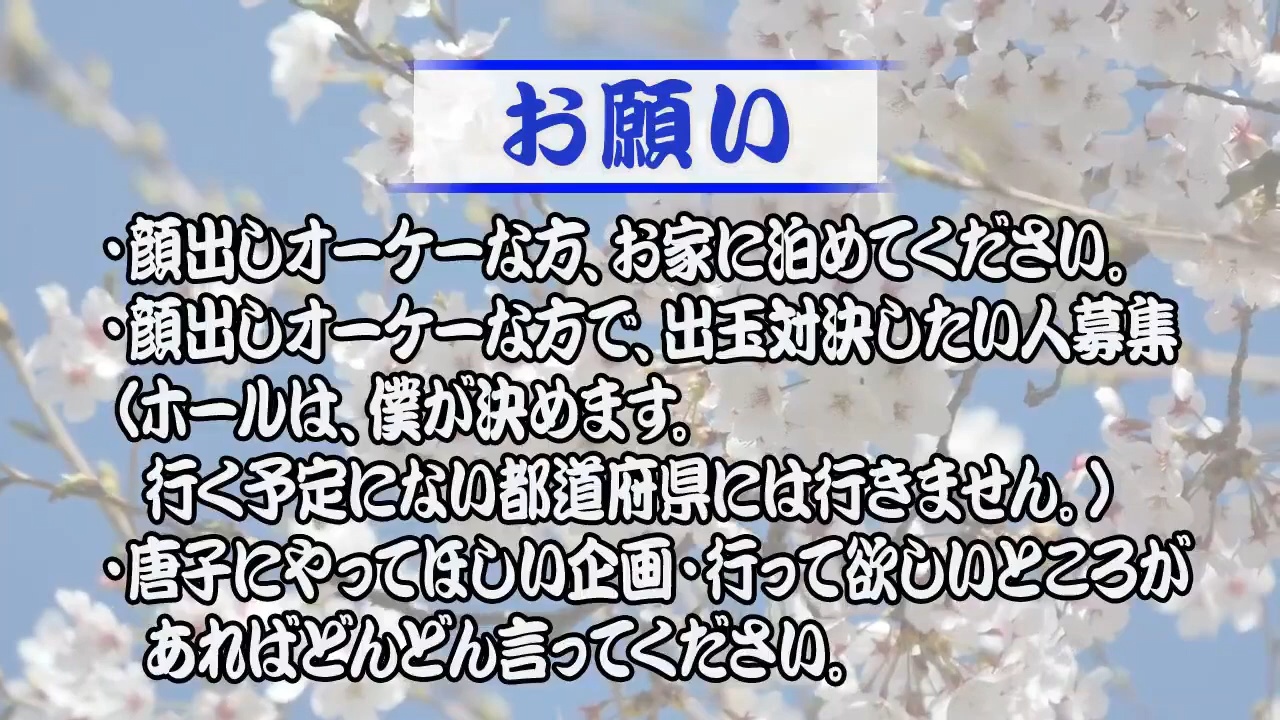 お願い
・顔出しオーケーな方、お家に泊めてください。
・顔出しオーケーな方で、出玉対決したい人募集
（ホールは、僕が決めます。
行く予定にない都道府県には行きません。）
・唐子にやってほしい企画・行って欲しいところが
あればどんどん言ってください。